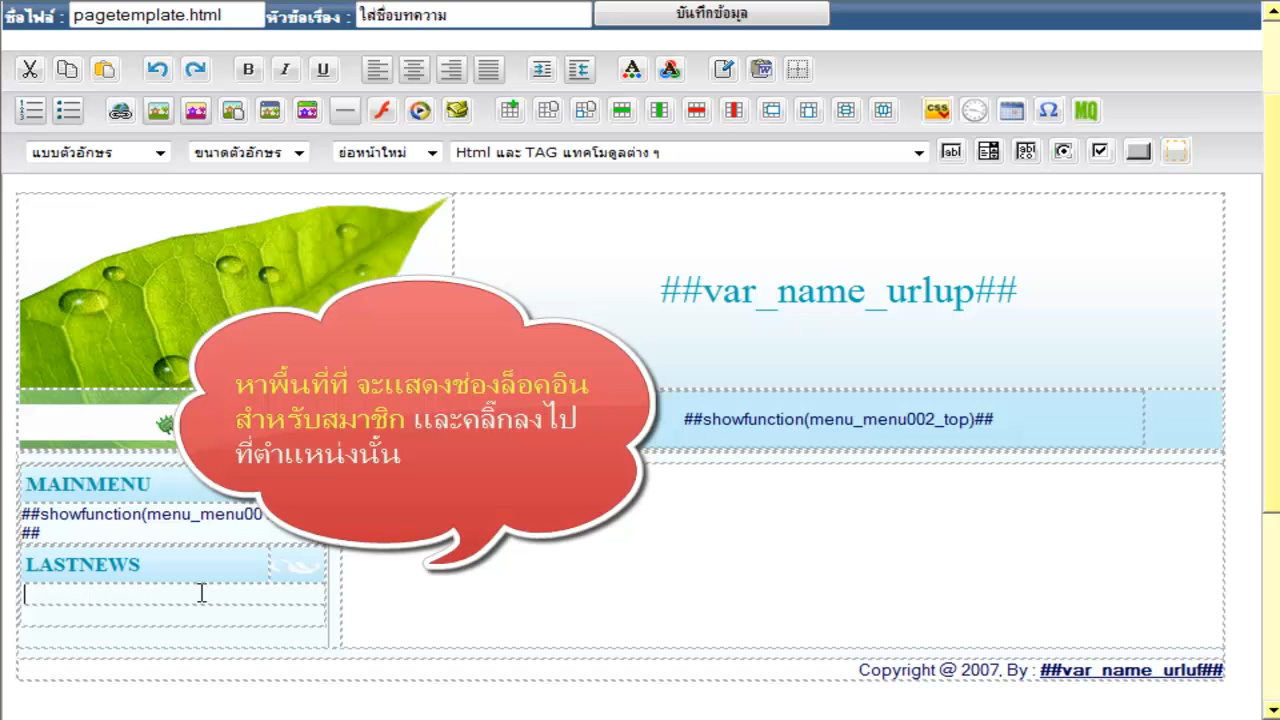 ชื่อไฟล์ : pagetemplate.html หัวข้อเรื่อง : ใส่ชื่อบทความ บันทึกข้อมูล
B I U
CSS Ω MQ
แบบตัวอักษร ขนาดตัวอักษร ย่อหน้าใหม่ Html และ TAG แทคโมดูลต่าง ๆ
##var_name_urlup##
หาพื้นที่ที่ จะแสดงช่องล็อคอิน
สำหรับสมาชิก และคลิ๊กลงไป
ที่ตำแหน่งนั้น
##showfunction(menu_menu002_top)##
MAINMENU
##showfunction(menu_menu00
##
LASTNEWS
Copyright @ 2007, By : ##var_name_urluf##